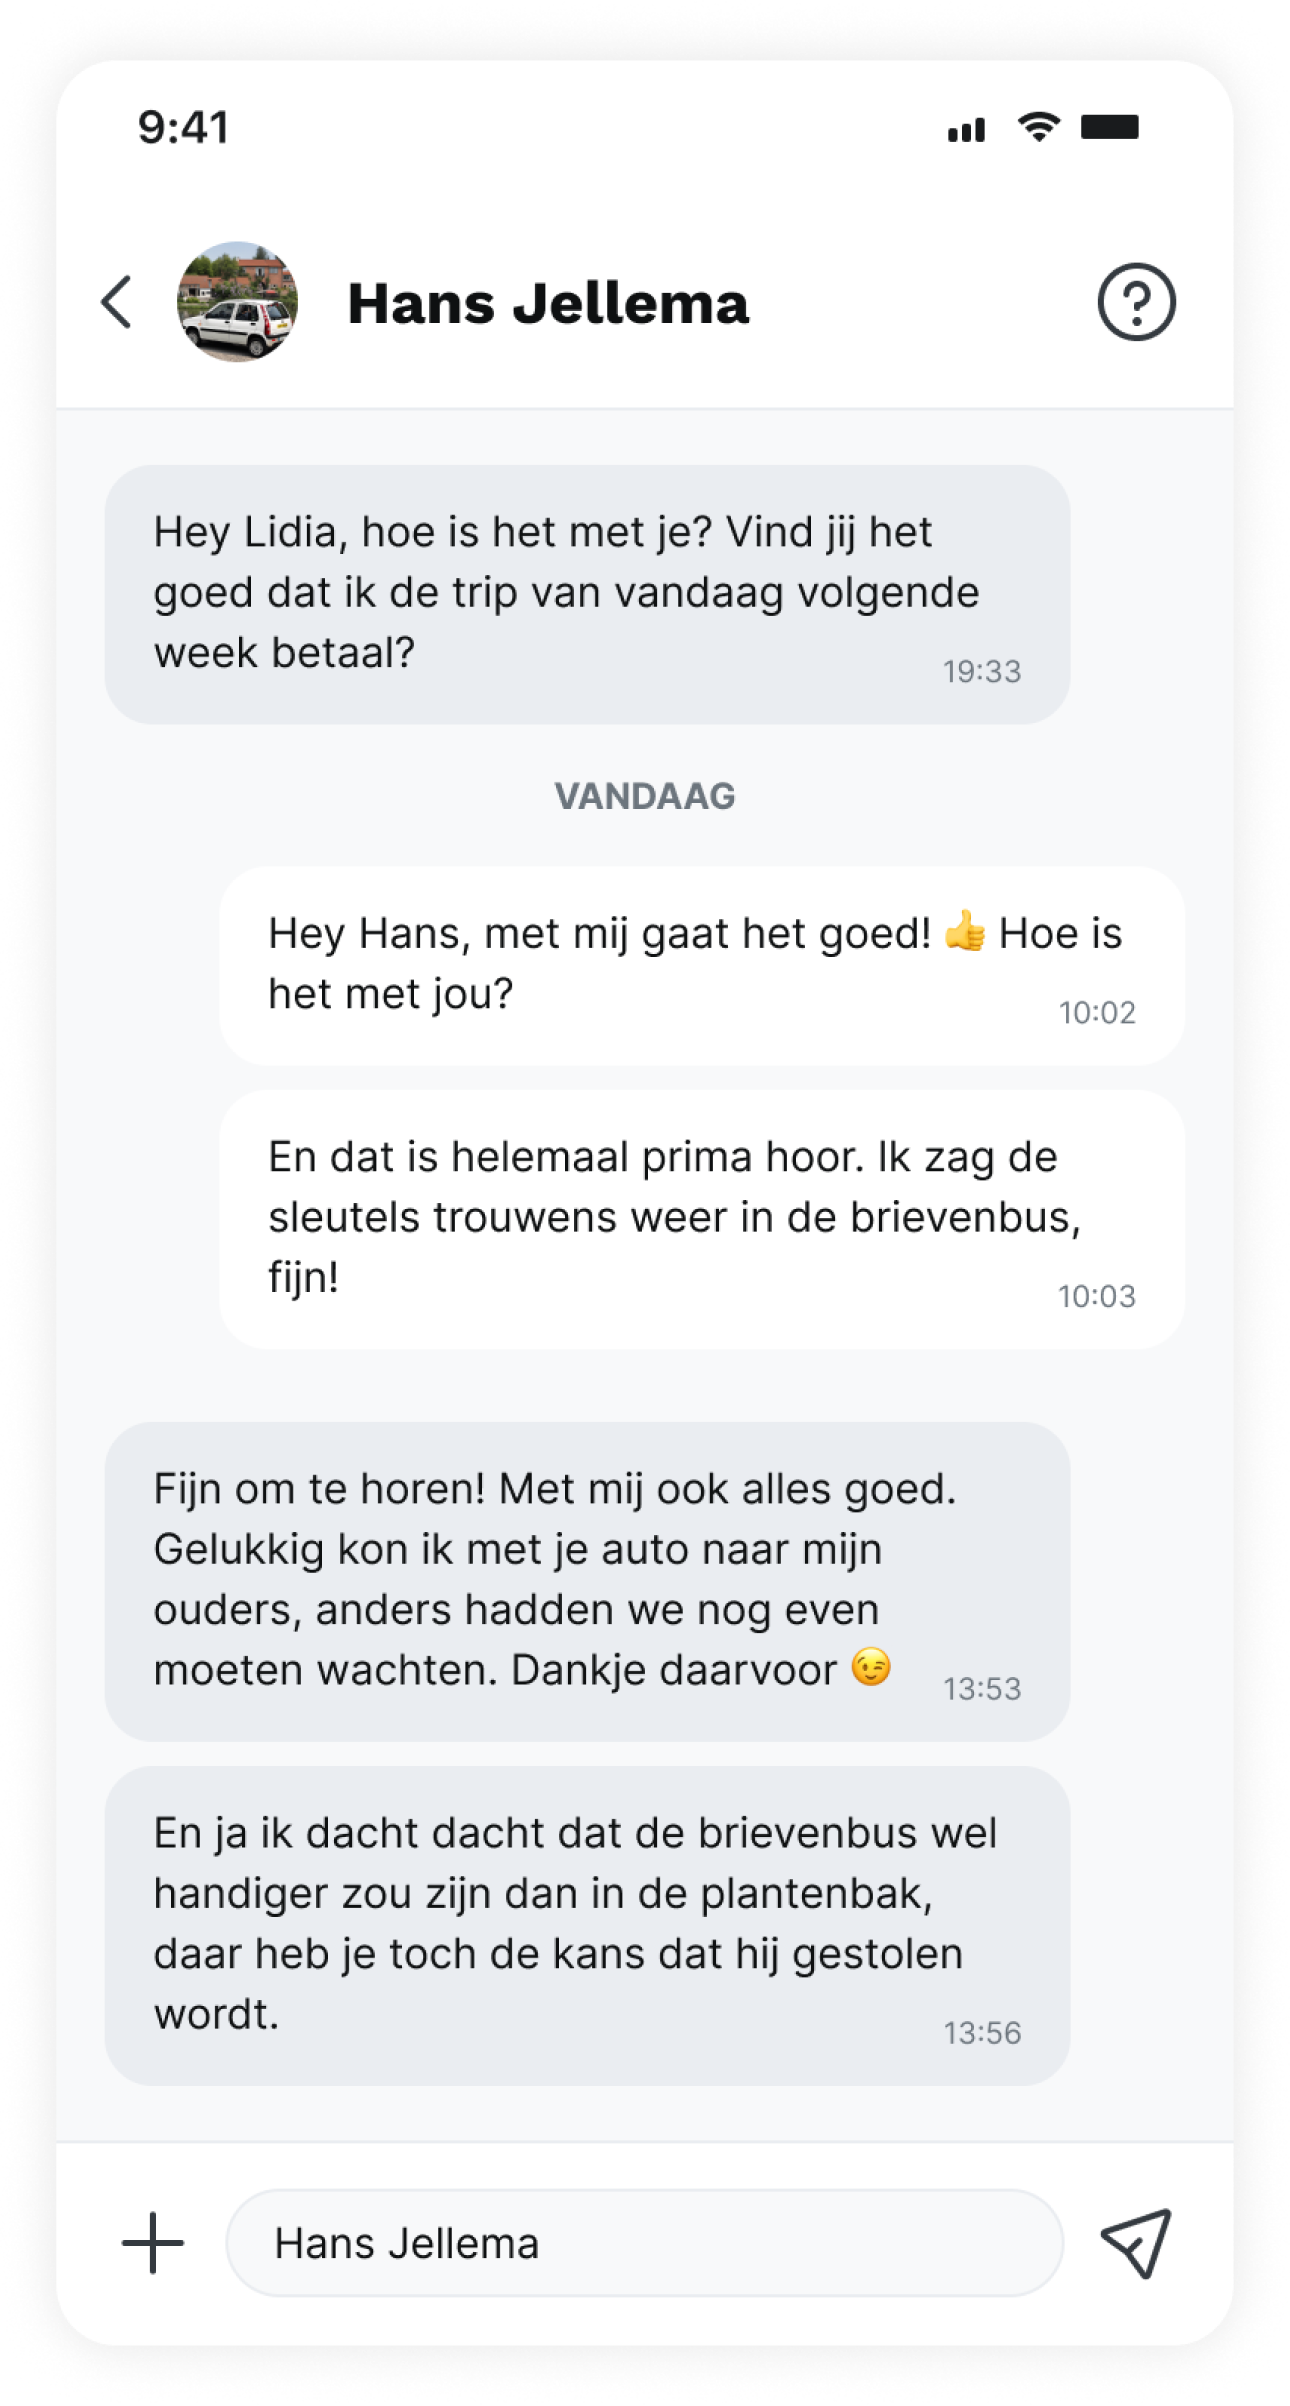 9:41
Hans Jellema
Hey Lidia, hoe is het met je? Vind jij het
goed dat ik de trip van vandaag volgende
week betaal?
19:33
VANDAAG
Hey Hans, met mij gaat het goed! 👍 Hoe is
het met jou?
10:02
En dat is helemaal prima hoor. Ik zag de
sleutels trouwens weer in de brievenbus,
fijn!
10:03
Fijn om te horen! Met mij ook alles goed.
Gelukkig kon ik met je auto naar mijn
ouders, anders hadden we nog even
moeten wachten. Dankje daarvoor 😉
13:53
En ja ik dacht dacht dat de brievenbus wel
handiger zou zijn dan in de plantenbak,
daar heb je toch de kans dat hij gestolen
wordt.
13:56
Hans Jellema